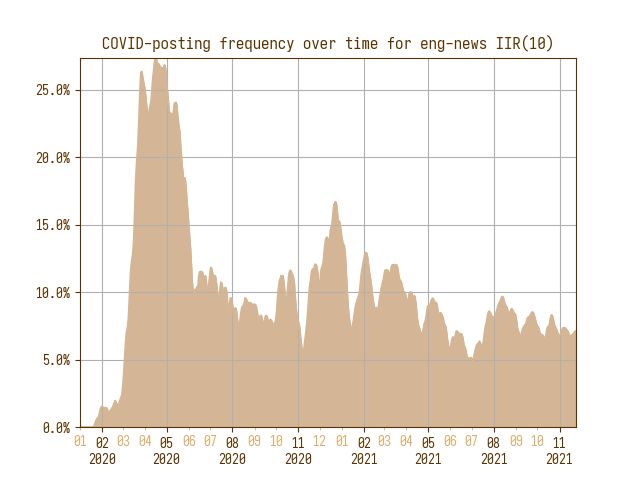 COVID-posting frequency over time for eng-news IIR(10)
25.0%
20.0%
15.0%
10.0%
5.0%
0.0%
01 02 03 04 05 06 07 08 09 10 11 12 01 02 03 04 05 06 07 08 09 10 11
2020 2020 2020 2020 2021 2021 2021 2021